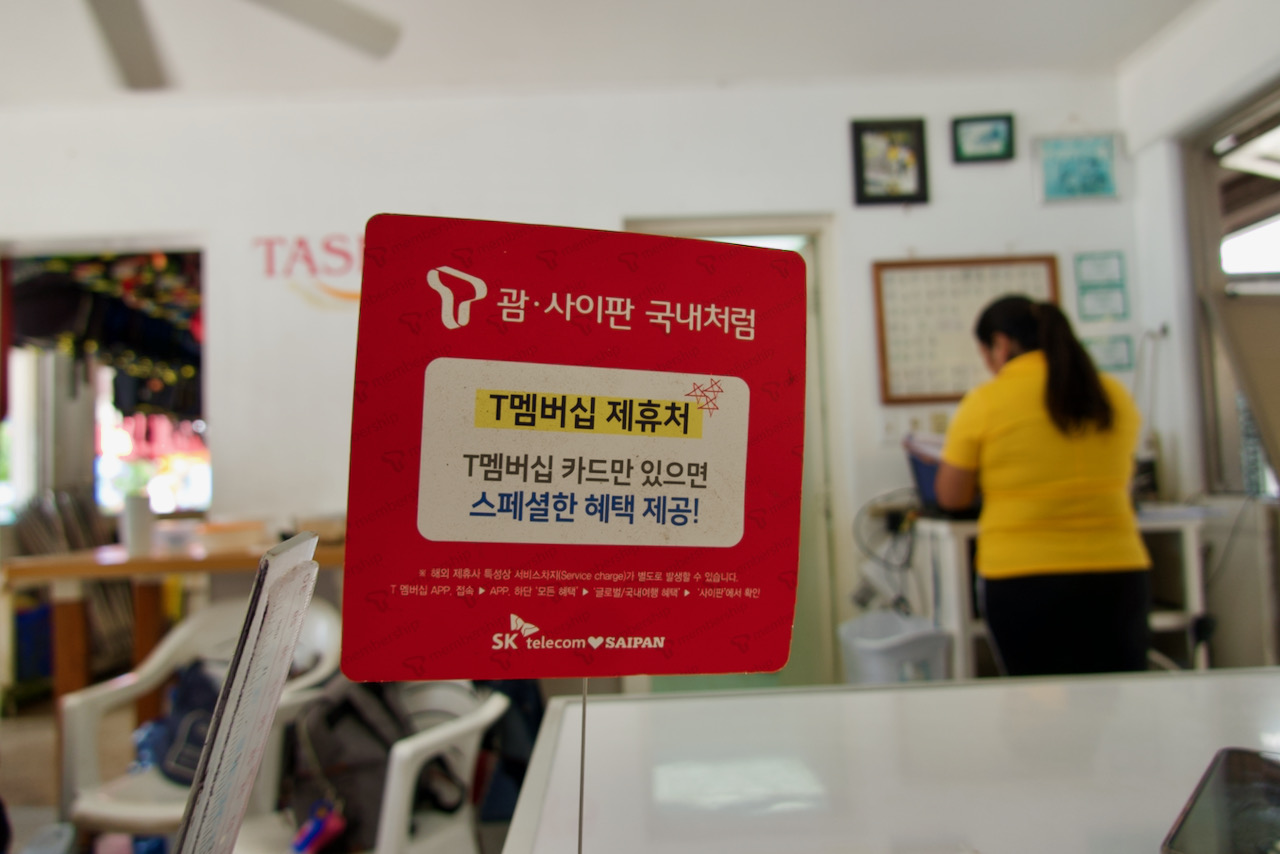 TASI
괌·사이판 국내처럼
T멤버십 제휴처
T멤버십 카드만 있으면
스페셜한 혜택 제공!
※ 해외 제휴사 특성상 서비스차지(Service charge)가 별도로 발생할 수 있습니다.
T 멤버십 APP. 접속 ▶ APP. 하단 '모든 혜택' ▶ '글로벌/국내여행 혜택' ▶ '사이판'에서 확인
SK telecom♥SAIPAN